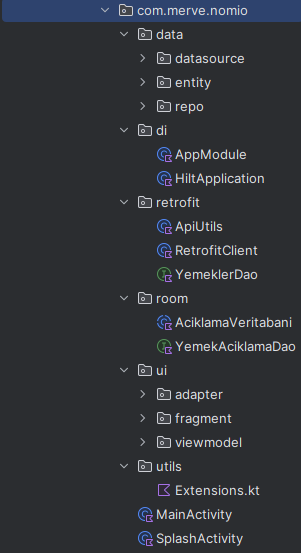 com.merve.nomio
data
datasource
entity
repo
di
AppModule
HiltApplication
retrofit
ApiUtils
RetrofitClient
YemeklerDao
room
AciklamaVeritabani
YemekAciklamaDao
ui
adapter
fragment
viewmodel
utils
Extensions.kt
MainActivity
SplashActivity